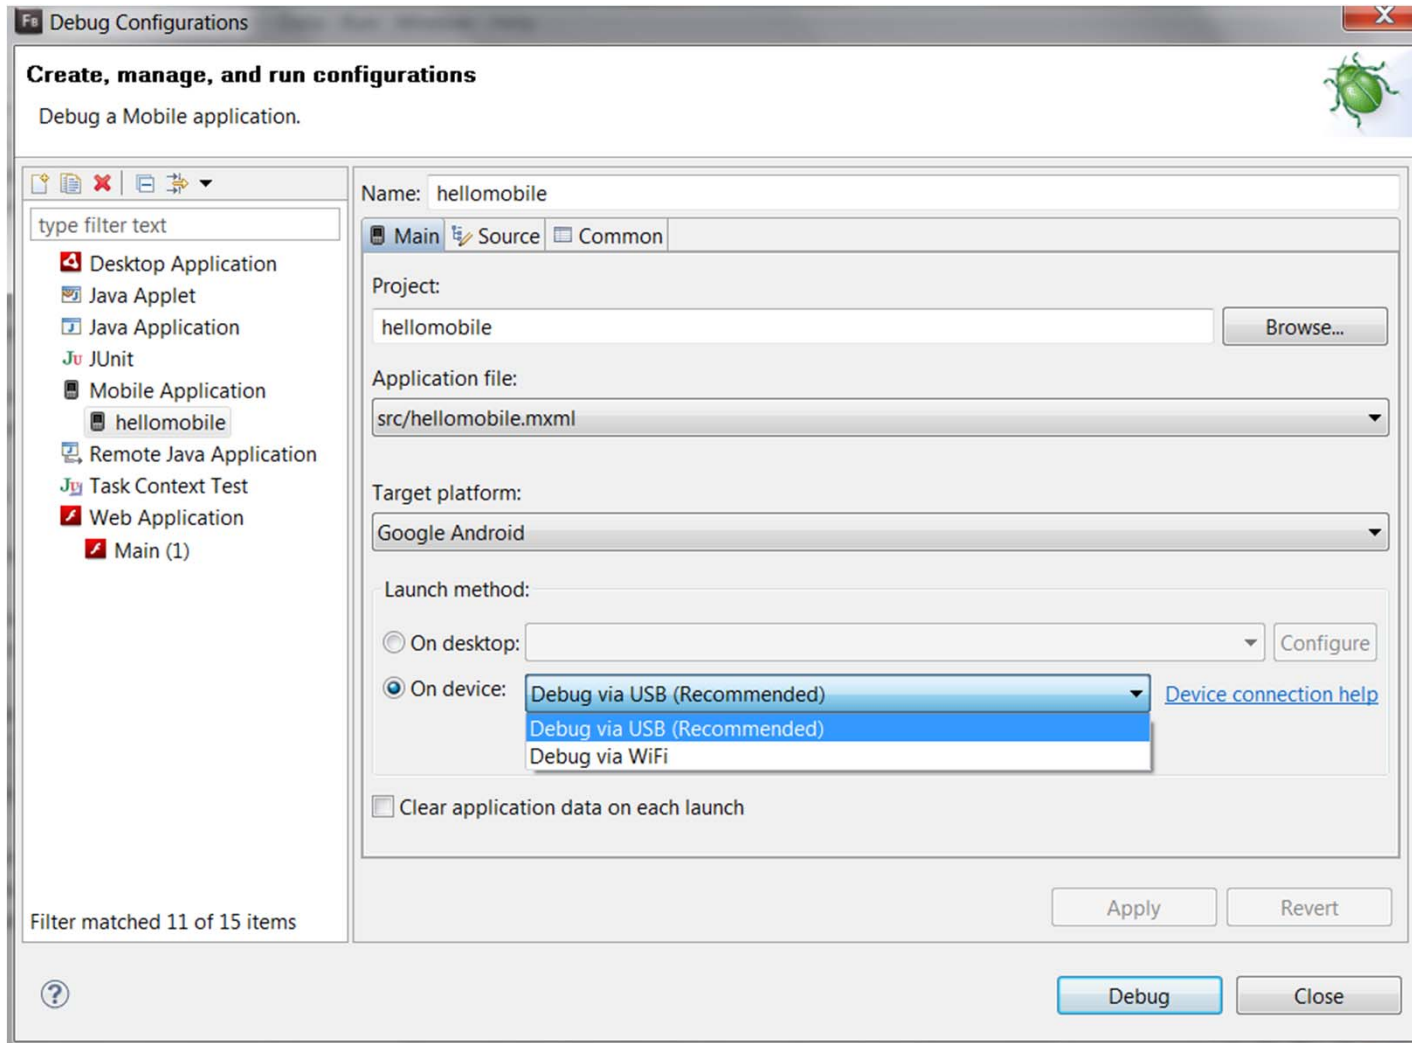 FB Debug Configurations
Create, manage, and run configurations
Debug a Mobile application.
type filter text
Desktop Application
Java Applet
Java Application
Ju JUnit
Mobile Application
hellomobile
Remote Java Application
Task Context Test
Web Application
Main (1)
Filter matched 11 of 15 items
Name: hellomobile
Main Source Common
Project:
hellomobile Browse...
Application file:
src/hellomobile.mxml
Target platform:
Google Android
Launch method:
On desktop: Configure
On device: Debug via USB (Recommended) Device connection help
Debug via USB (Recommended)
Debug via WiFi
Clear application data on each launch
Apply Revert
? Debug Close